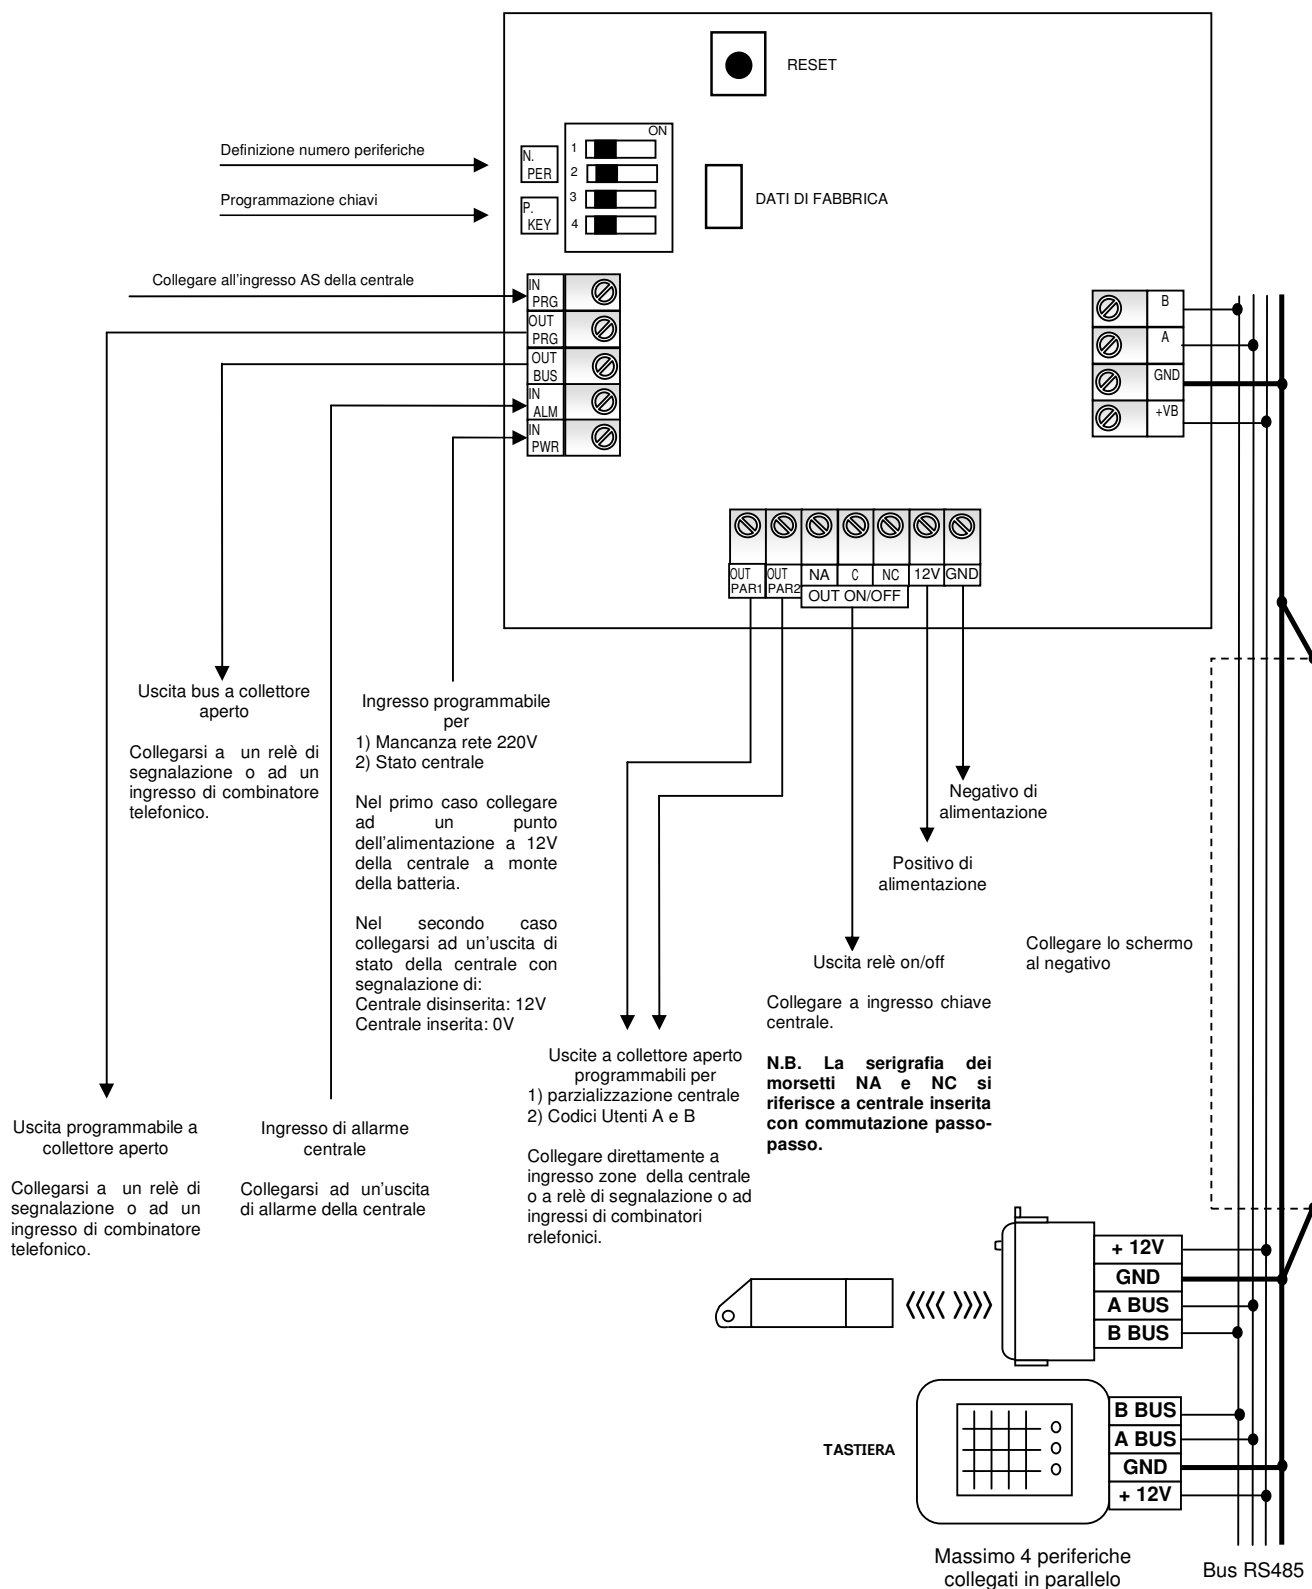 RESET
ON
Definizione numero periferiche
N.
PER
1
2
3
4
Programmazione chiavi
P.
KEY
DATI DI FABBRICA
Collegare all'ingresso AS della centrale
IN
PRG
OUT
PRG
OUT
BUS
IN
ALM
IN
PWR
B
A
GND
+VB
OUT
PAR1
OUT
PAR2
NA
C
NC
12V
GND
OUT ON/OFF
Uscita bus a collettore
aperto
Collegarsi a un relè di
segnalazione o ad un
ingresso di combinatore
telefonico.
Ingresso programmabile
per
1) Mancanza rete 220V
2) Stato centrale
Nel primo caso collegare
ad un punto
dell'alimentazione a 12V
della centrale a monte
della batteria.
Nel secondo caso
collegarsi ad un'uscita di
stato della centrale con
segnalazione di:
Centrale disinserita: 12V
Centrale inserita: 0V
Negativo di
alimentazione
Positivo di
alimentazione
Uscita relè on/off
Collegare a ingresso chiave
centrale.
N.B. La serigrafia dei
morsetti NA e NC si
riferisce a centrale inserita
con commutazione passo-
passo.
Collegare lo schermo
al negativo
Uscite a collettore aperto
programmabili per
1) parzializzazione centrale
2) Codici Utenti A e B
Collegare direttamente a
ingresso zone della centrale
o a relè di segnalazione o ad
ingressi di combinatori
relefonici.
Uscita programmabile a
collettore aperto
Collegarsi a un relè di
segnalazione o ad un
ingresso di combinatore
telefonico.
Ingresso di allarme
centrale
Collegarsi ad un'uscita
di allarme della centrale
+ 12V
GND
A BUS
B BUS
TASTIERA
B BUS
A BUS
GND
+ 12V
Massimo 4 periferiche
collegati in parallelo
Bus RS485